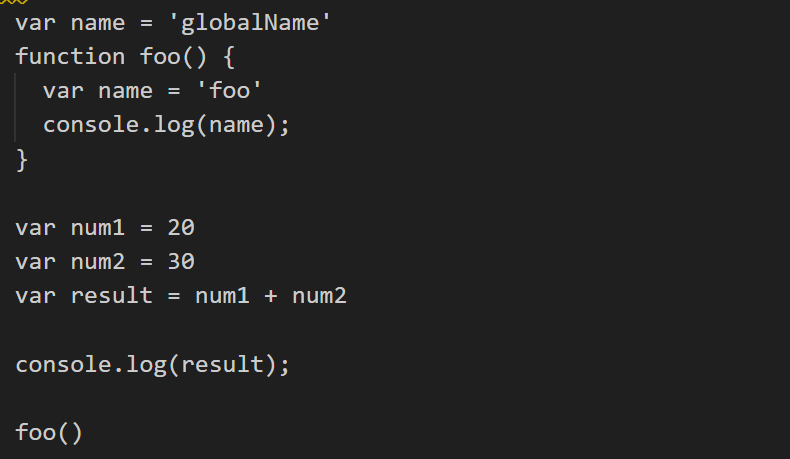 var name = 'globalName'
function foo() {
  var name = 'foo'
  console.log(name);
}

var num1 = 20
var num2 = 30
var result = num1 + num2

console.log(result);

foo()